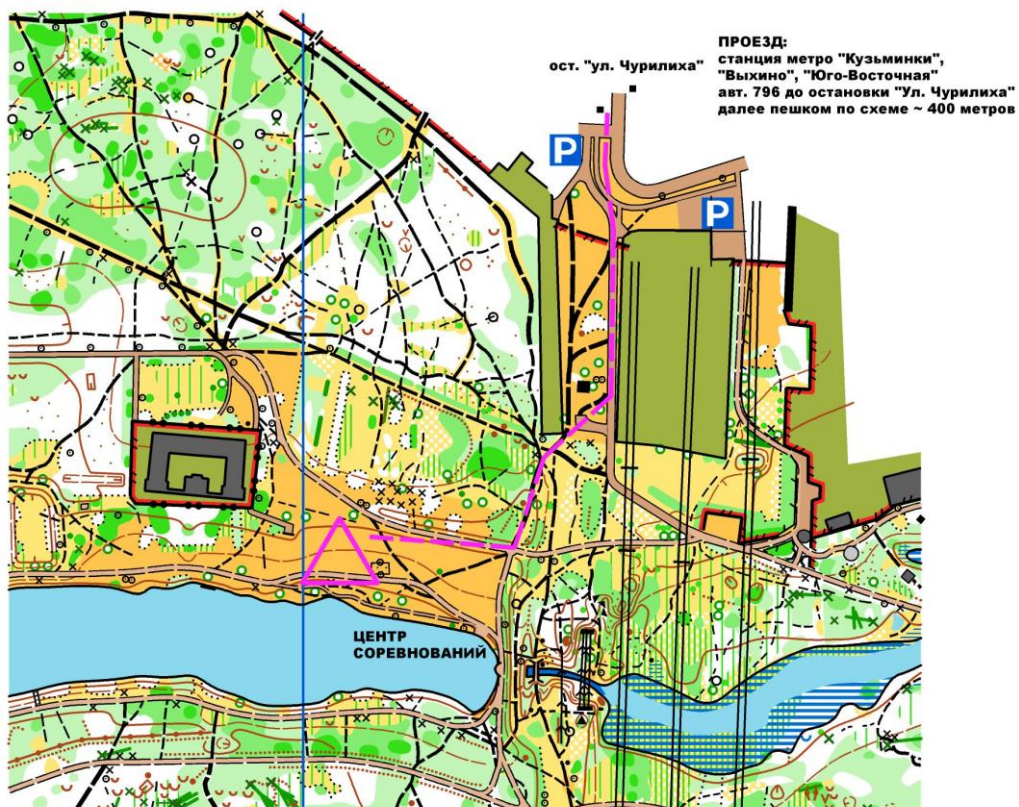 ПРОЕЗД:
станция метро "Кузьминки",
"Выхино", "Юго-Восточная"
авт. 796 до остановки "Ул. Чурилиха"
далее пешком по схеме ~ 400 метров
ост. "ул. Чурилиха"
P
P
ЦЕНТР
СОРЕВНОВАНИЙ